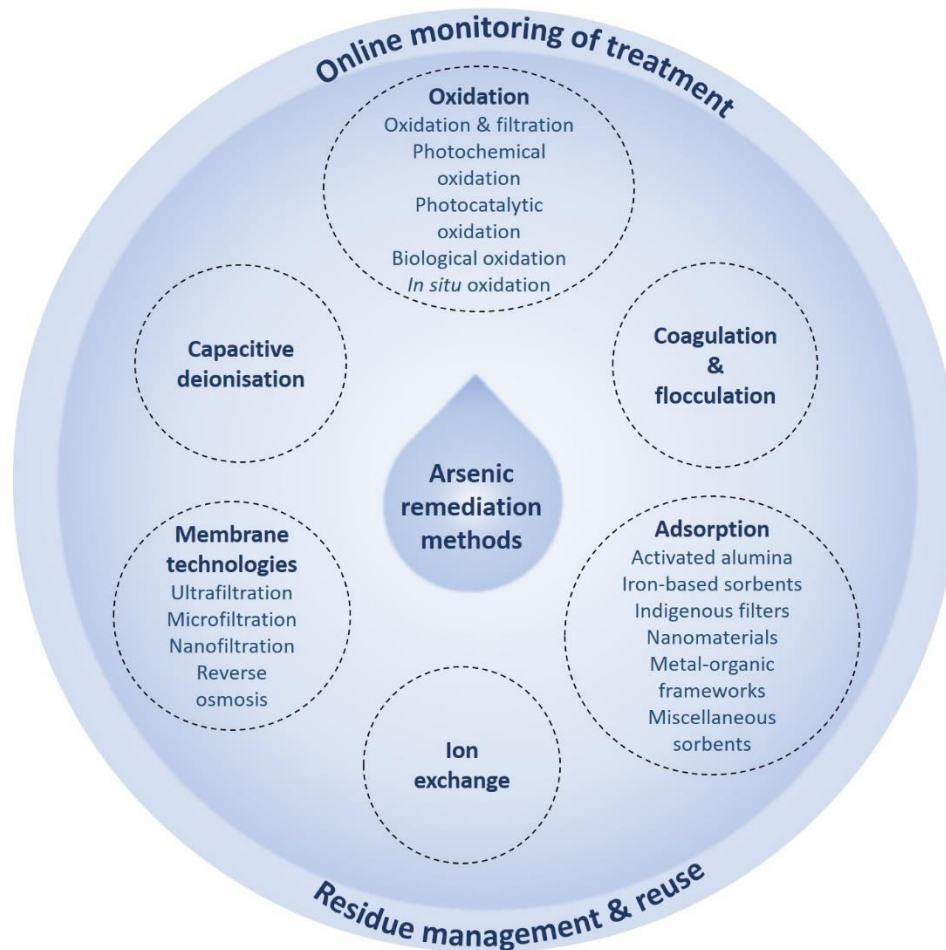 Online monitoring of treatment
Oxidation
Oxidation & filtration
Photochemical
oxidation
Photocatalytic
oxidation
Biological oxidation
In situ oxidation
Capacitive
deionisation
Coagulation
&
flocculation
Arsenic
remediation
methods
Membrane
technologies
Ultrafiltration
Microfiltration
Nanofiltration
Reverse
osmosis
Adsorption
Activated alumina
Iron-based sorbents
Indigenous filters
Nanomaterials
Metal-organic
frameworks
Miscellaneous
sorbents
Ion
exchange
Residue management & reuse